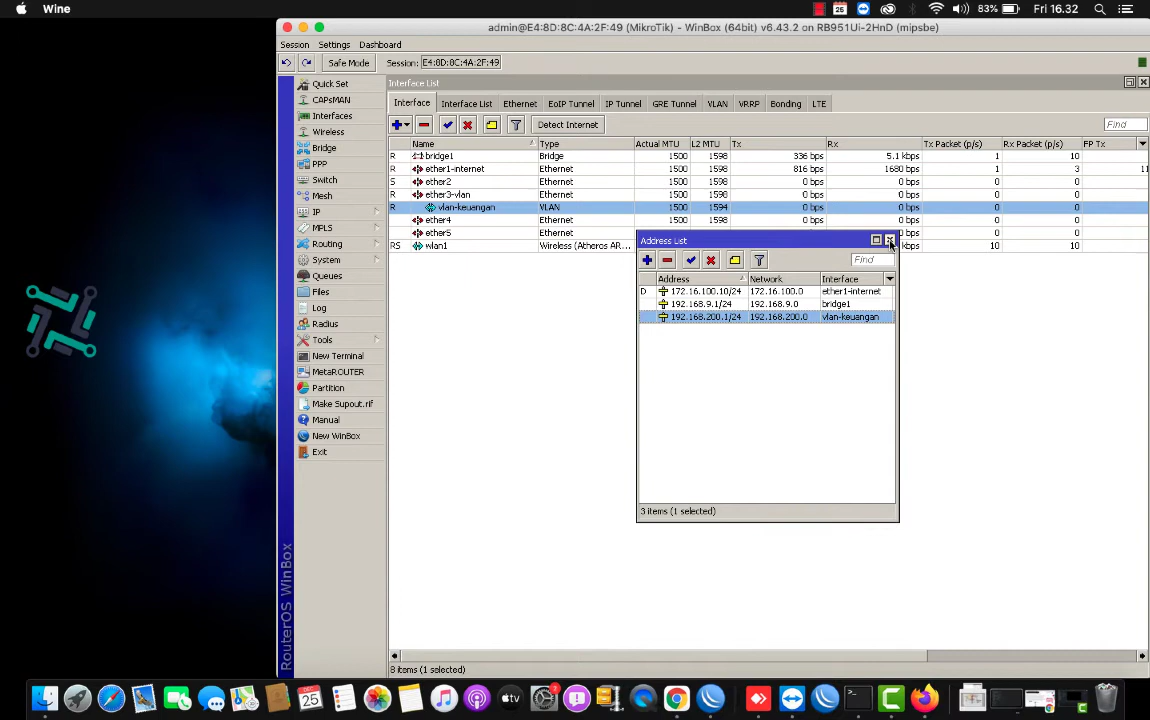 Wine
25
83%
Fri 16.32
admin@E4:8D:8C:4A:2F:49 (MikroTik) - WinBox (64bit) v6.43.2 on RB951Ui-2HnD (mipsbe)
Session Settings Dashboard
Safe Mode Session: E4:8D:8C:4A:2F:49
Quick Set
CAPsMAN
Interfaces
Wireless
Bridge
PPP
Switch
Mesh
IP
MPLS
Routing
System
Queues
Files
Log
Radius
Tools
New Terminal
MetaROUTER
Partition
Make Supout.rif
Manual
New WinBox
Exit
RouterOS WinBox
Interface List
Interface Interface List Ethernet EoIP Tunnel IP Tunnel GRE Tunnel VLAN VRRP Bonding LTE
Detect Internet Find
Name Type Actual MTU L2 MTU Tx Rx Tx Packet (p/s) Rx Packet (p/s) FP Tx
R bridge1 Bridge 1500 1598 336 bps 5.1 kbps 1 10
R ether1-internet Ethernet 1500 1598 816 bps 1680 bps 1 3 11
S ether2 Ethernet 1500 1598 0 bps 0 bps 0 0
R ether3-vlan Ethernet 1500 1598 0 bps 0 bps 0 0
R vlan-keuangan VLAN 1500 1594 0 bps 0 bps 0 0
ether4 Ethernet 1500 1598 0 bps 0 bps 0 0
ether5 Ethernet 0 bps 0 0
RS wlan1 Wireless (Atheros AR... kbps 10 10
Address List
Find
Address Network Interface
D 172.16.100.10/24 172.16.100.0 ether1-internet
192.168.9.1/24 192.168.9.0 bridge1
192.168.200.1/24 192.168.200.0 vlan-keuangan
3 items (1 selected)
8 items (1 selected)
25
tv